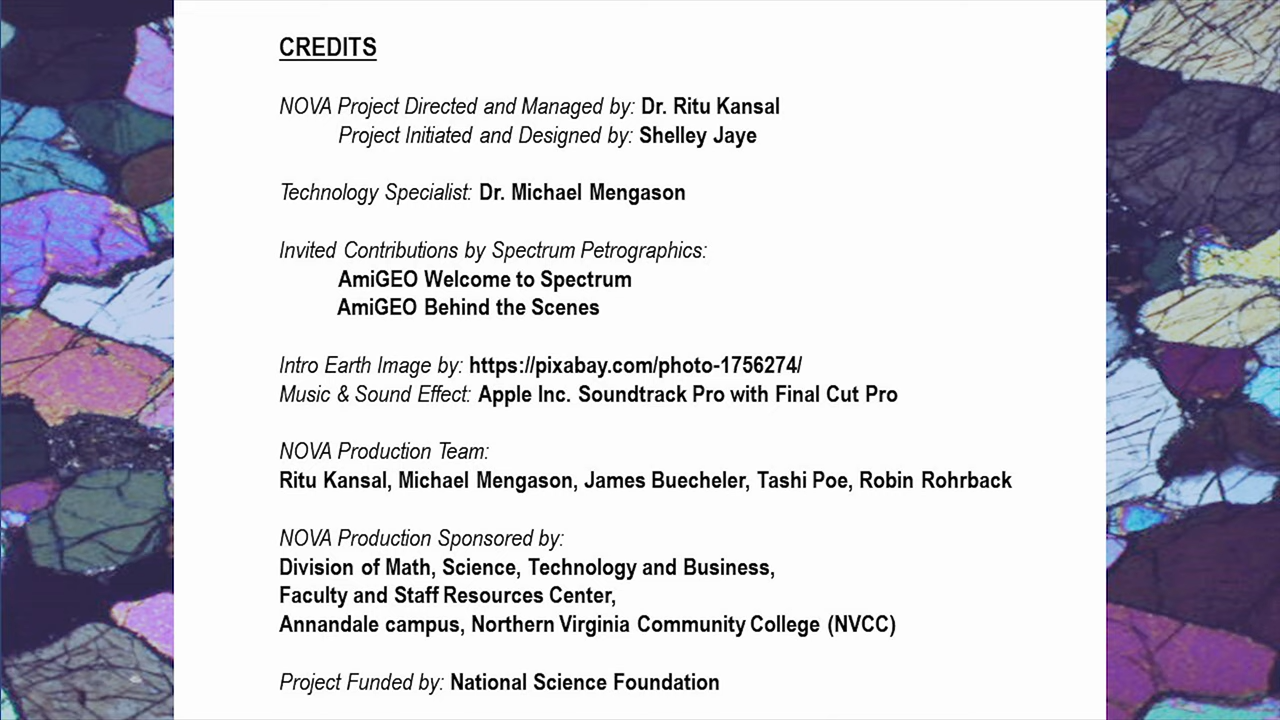 CREDITS
NOVA Project Directed and Managed by: Dr. Ritu Kansal
Project Initiated and Designed by: Shelley Jaye
Technology Specialist: Dr. Michael Mengason
Invited Contributions by Spectrum Petrographics:
AmiGEO Welcome to Spectrum
AmiGEO Behind the Scenes
Intro Earth Image by: https://pixabay.com/photo-1756274/
Music & Sound Effect: Apple Inc. Soundtrack Pro with Final Cut Pro
NOVA Production Team:
Ritu Kansal, Michael Mengason, James Buecheler, Tashi Poe, Robin Rohrback
NOVA Production Sponsored by:
Division of Math, Science, Technology and Business,
Faculty and Staff Resources Center,
Annandale campus, Northern Virginia Community College (NVCC)
Project Funded by: National Science Foundation